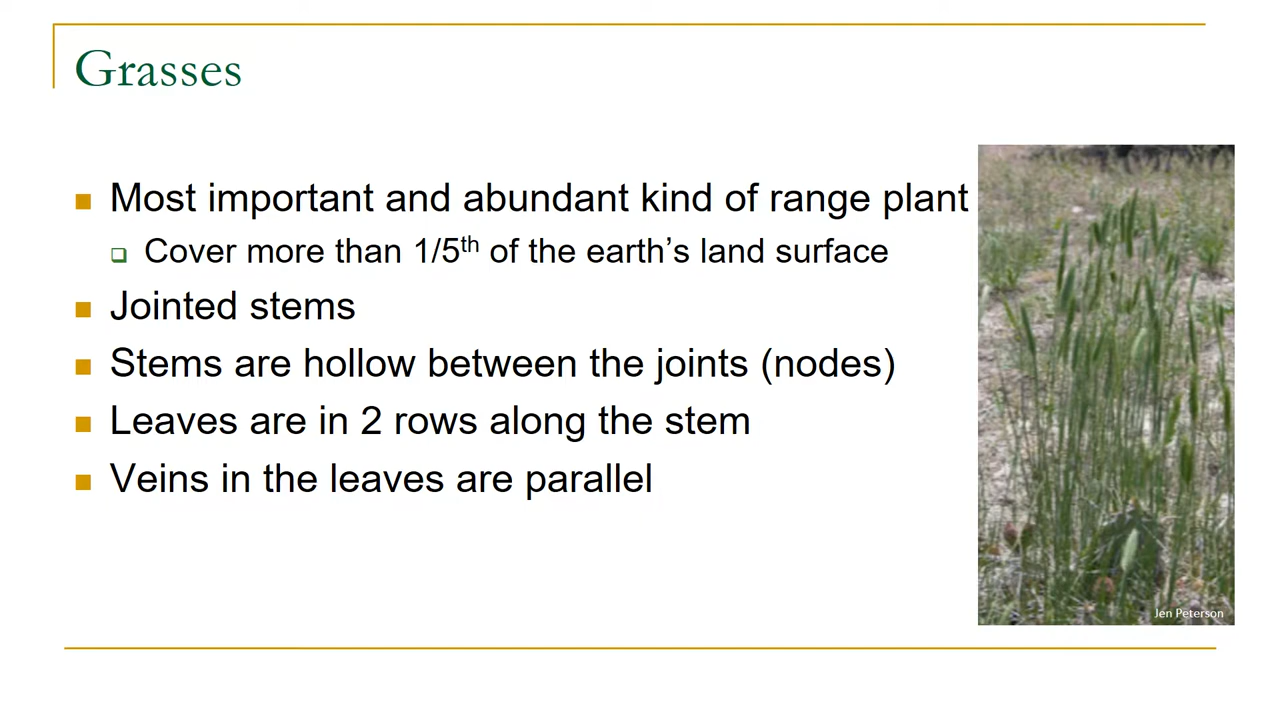 Grasses
Most important and abundant kind of range plant
Cover more than 1/5th of the earth’s land surface
Jointed stems
Stems are hollow between the joints (nodes)
Leaves are in 2 rows along the stem
Veins in the leaves are parallel
Jen Peterson